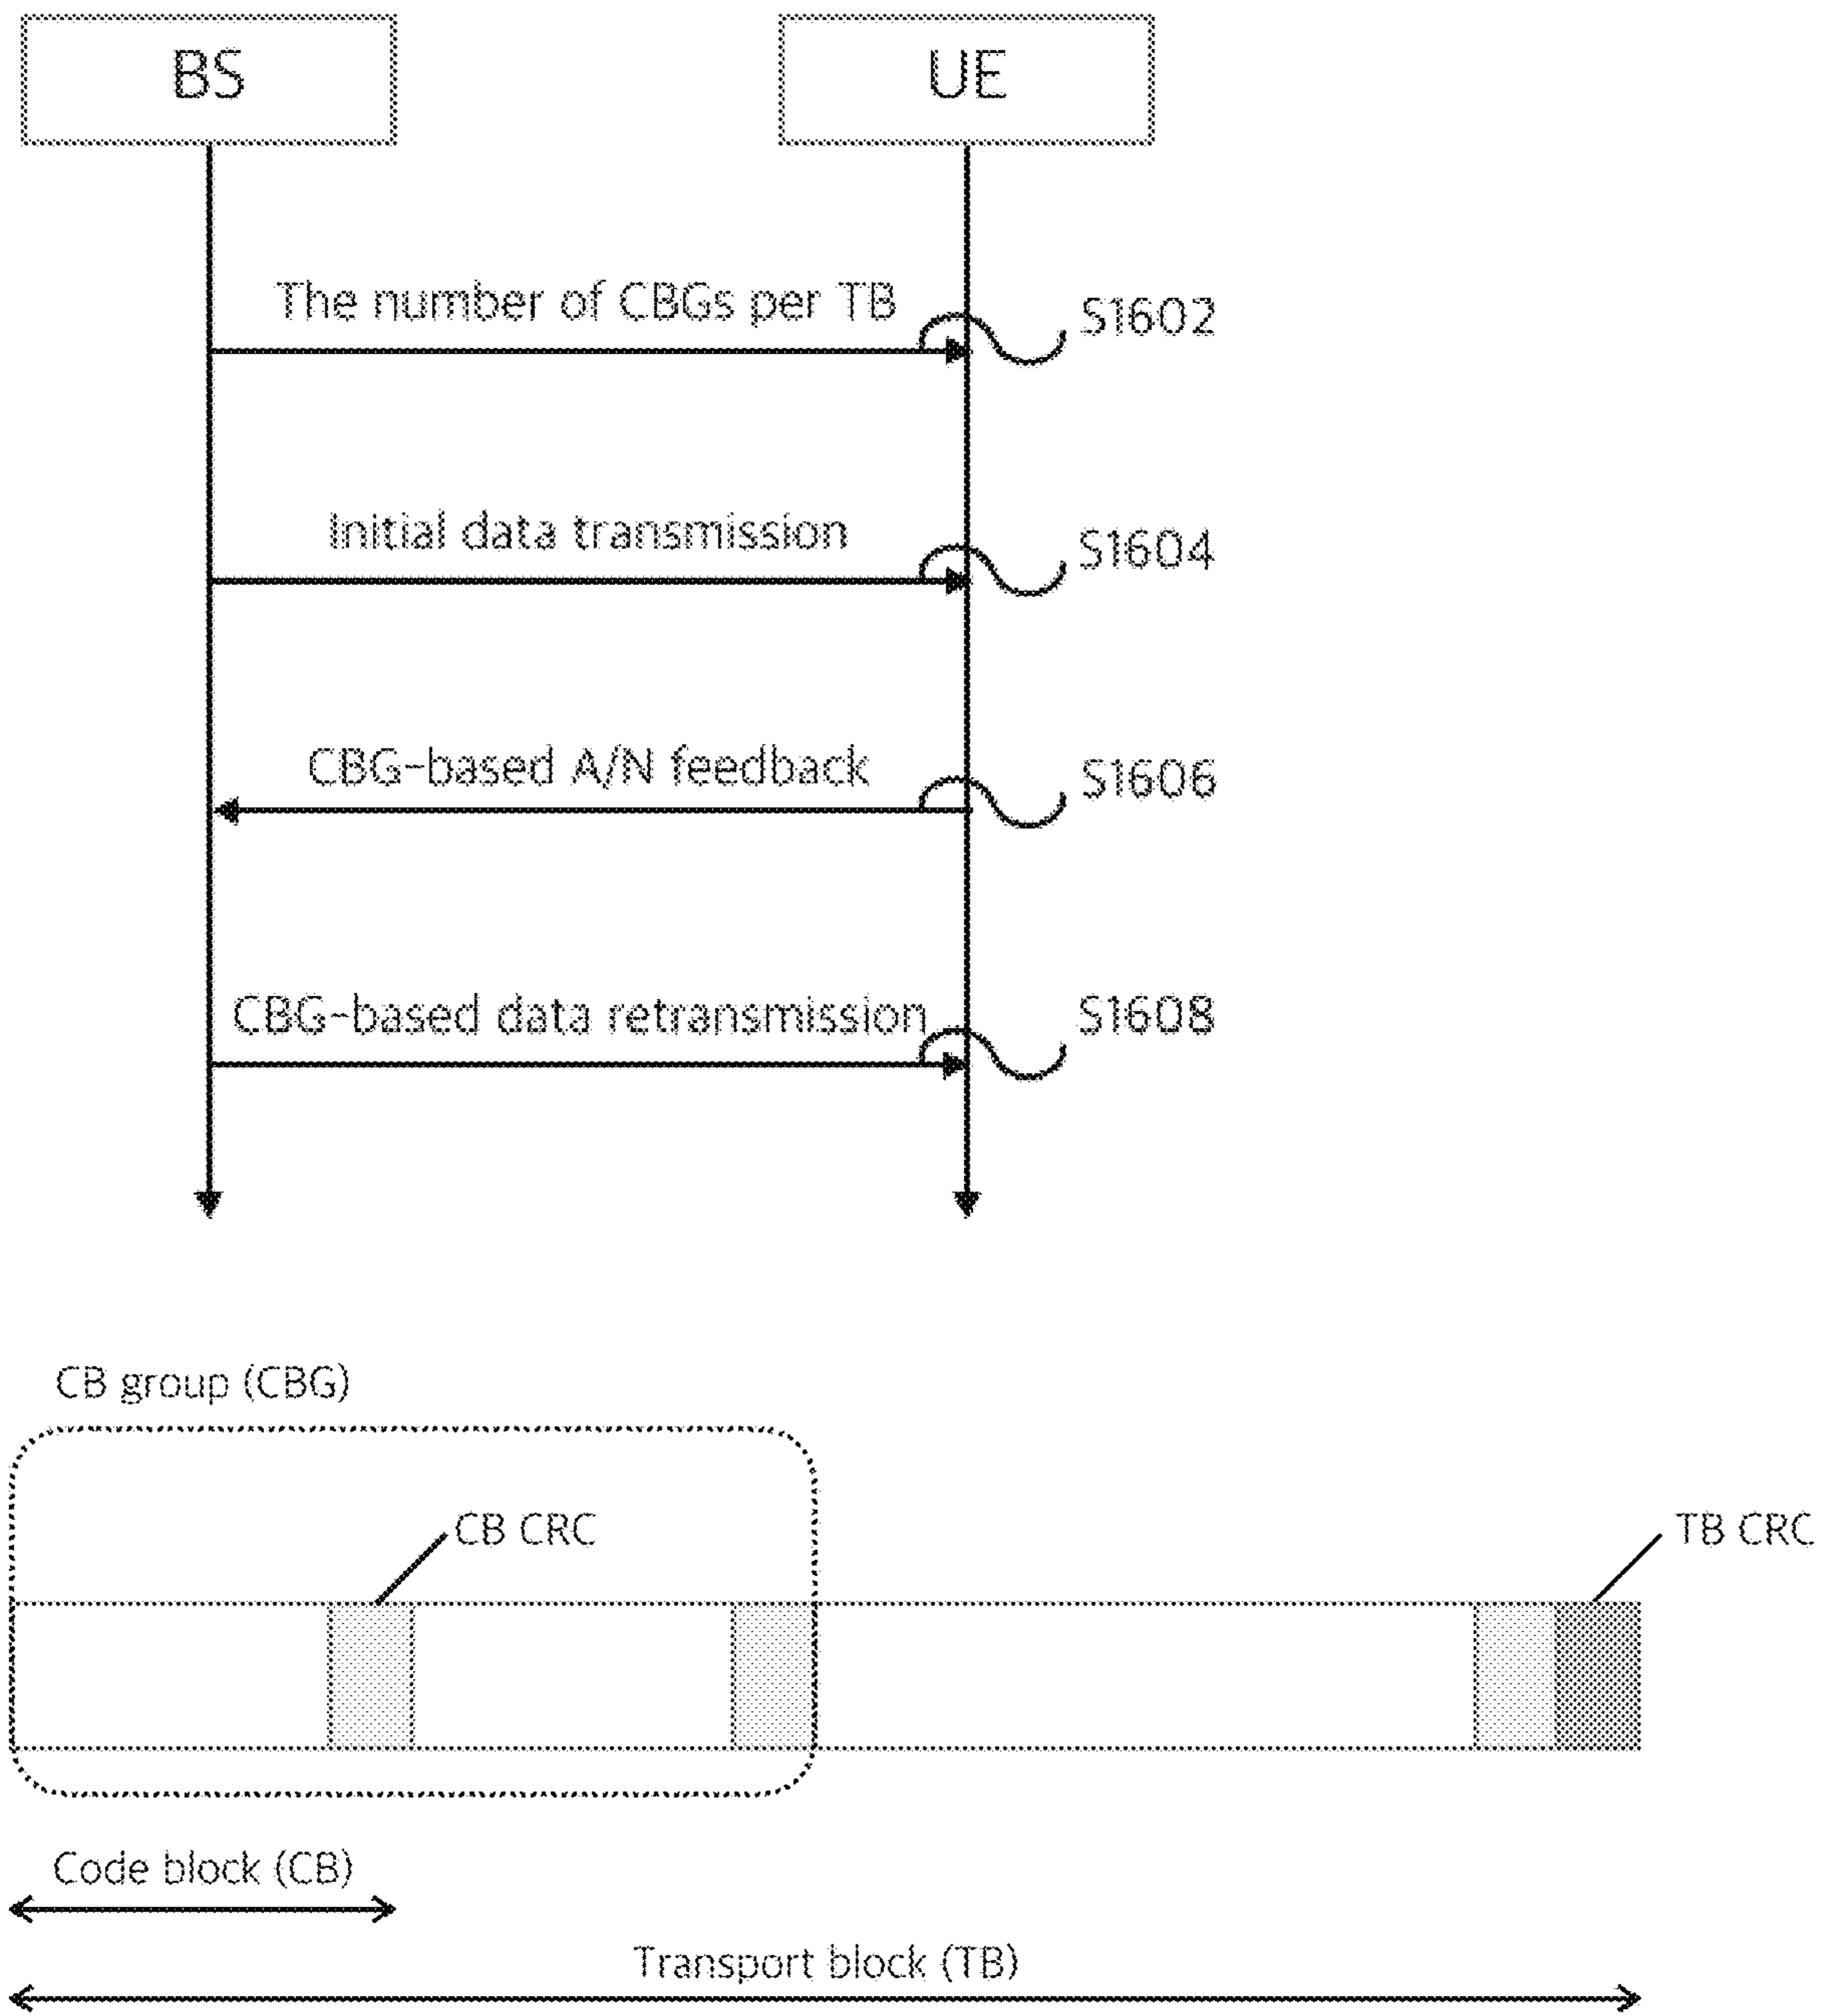 BS
UE
The number of CBGs per TB
S1602
Initial data transmission
S1604
CBG-based A/N feedback
S1606
CBG-based data retransmission
S1608
CB group (CBG)
CB CRC
TB CRC
Code block (CB)
Transport block (TB)